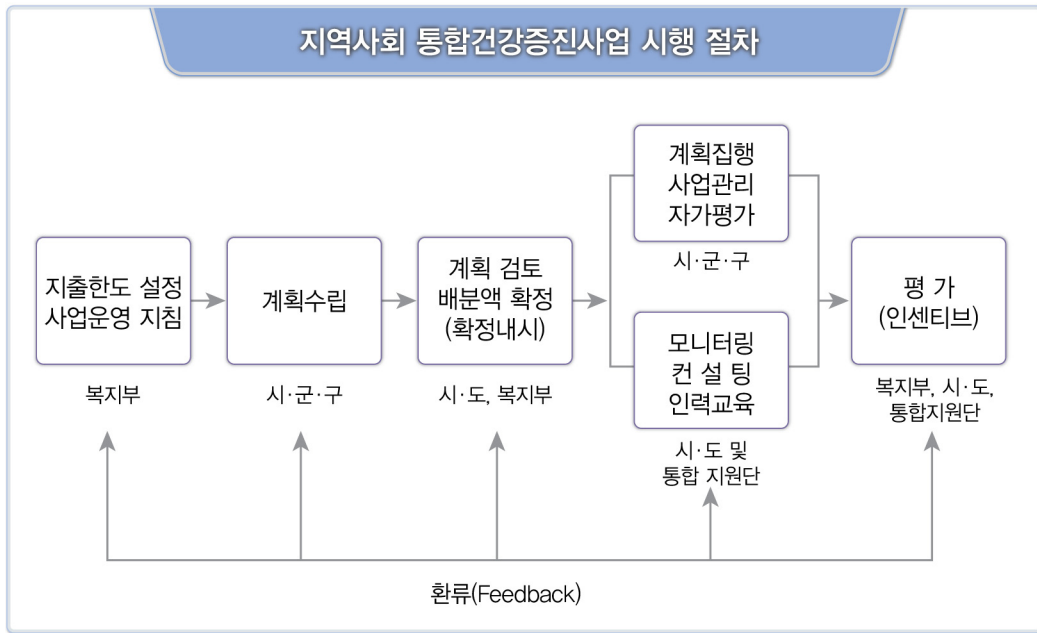 지역사회 통합건강증진사업 시행 절차
지출한도 설정
사업운영 지침
복지부
계획수립
시·군·구
계획 검토
배분액 확정
(확정내시)
시·도, 복지부
계획집행
사업관리
자가평가
시·군·구
모니터링
컨 설 팅
인력교육
시·도 및
통합 지원단
평 가
(인센티브)
복지부, 시·도,
통합지원단
환류(Feedback)